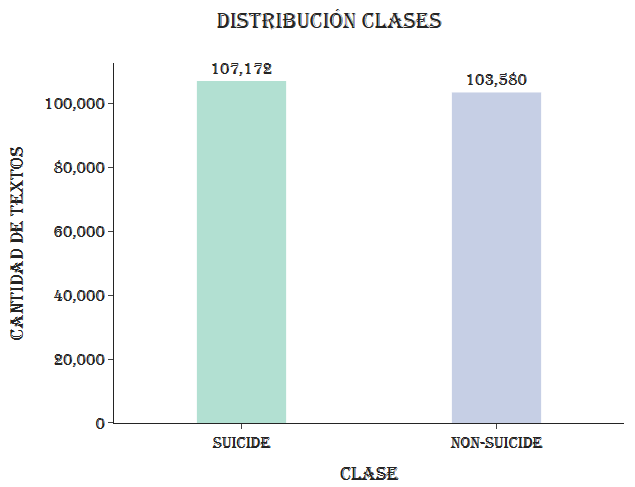 DISTRIBUCIÓN CLASES
107,172
103,580
100,000
80,000
60,000
40,000
20,000
0
CANTIDAD DE TEXTOS
SUICIDE
NON-SUICIDE
CLASE